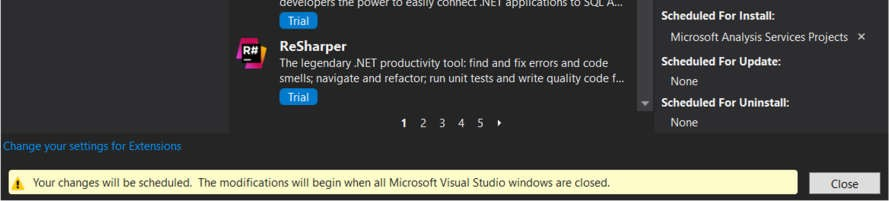 developers the power to easily connect .NET applications to SQL A...
Trial
R#
ReSharper
The legendary .NET productivity tool: find and fix errors and code
smells; navigate and refactor; run unit tests and write quality code f...
Trial
1 2 3 4 5
Scheduled For Install:
Microsoft Analysis Services Projects ×
Scheduled For Update:
None
Scheduled For Uninstall:
None
Change your settings for Extensions
Your changes will be scheduled. The modifications will begin when all Microsoft Visual Studio windows are closed.
Close